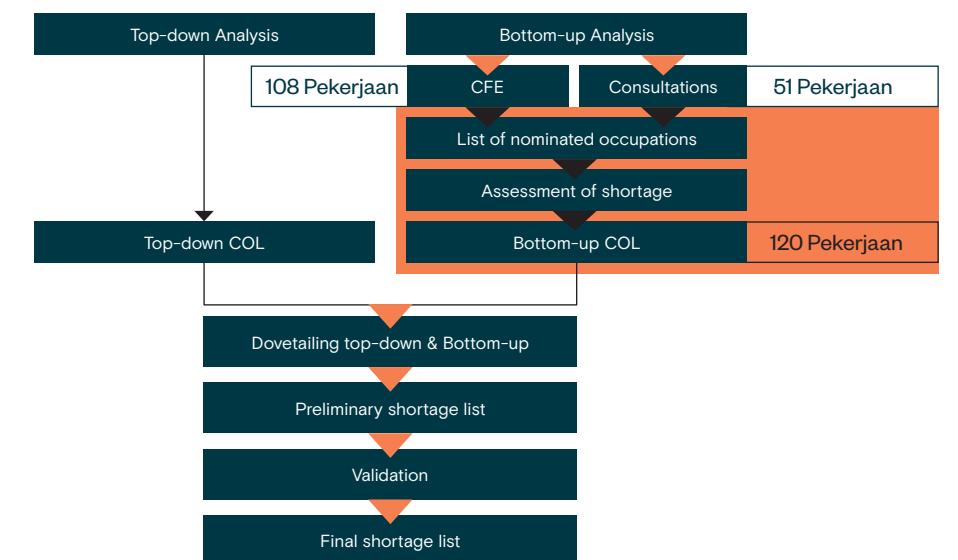 Top-down Analysis
Bottom-up Analysis
108 Pekerjaan
CFE
Consultations
51 Pekerjaan
List of nominated occupations
Assessment of shortage
Top-down COL
Bottom-up COL
120 Pekerjaan
Dovetailing top-down & Bottom-up
Preliminary shortage list
Validation
Final shortage list